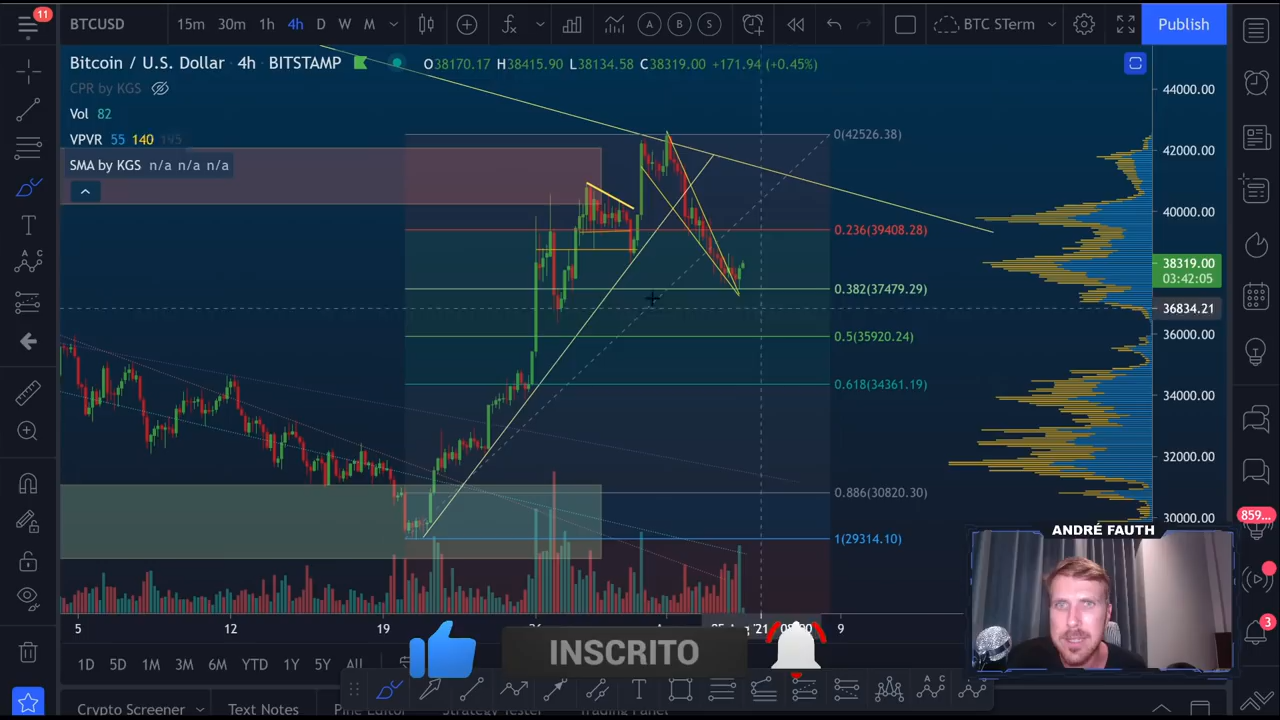 11
BTCUSD
15m 30m 1h 4h D W M
A B S
BTC STerm
Publish
Bitcoin / U.S. Dollar · 4h · BITSTAMP
O38170.17 H38415.90 L38134.58 C38319.00 +171.94 (+0.45%)
CPR by KGS
Vol 82
VPVR 55 140 195
SMA by KGS n/a n/a n/a
44000.00
42000.00
40000.00
38319.00
03:42:05
36834.21
36000.00
34000.00
32000.00
30000.00
0(42526.38)
0.236(39408.28)
0.382(37479.29)
0.5(35920.24)
0.618(34361.19)
0.886(30820.30)
1(29314.10)
859...
3
ANDRÉ FAUTH
5 12 19 9
INSCRITO
1D 5D 1M 3M 6M YTD 1Y 5Y All
Crypto Screener Text Notes